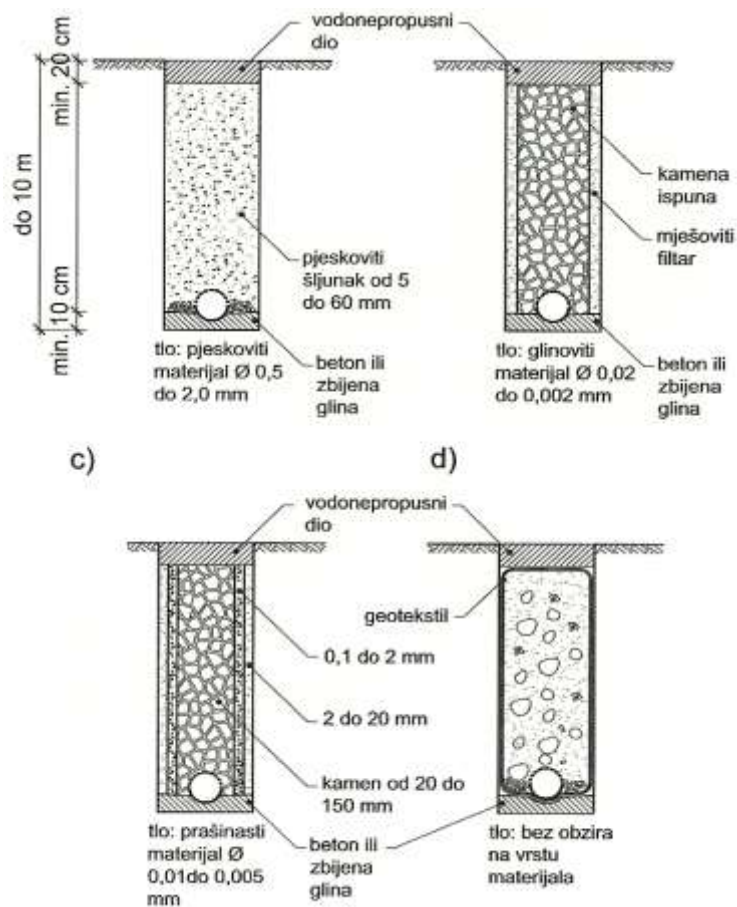 vodonepropusni
dio
min. 20 cm
do 10 m
min. 10 cm
kamena
ispuna
mješoviti
filtar
pjeskoviti
šljunak od 5
do 60 mm
tlo: pjeskoviti
materijal Ø 0,5
do 2,0 mm
beton ili
zbijena
glina
tlo: glinoviti
materijal Ø 0,02
do 0,002 mm
beton ili
zbijena
glina
c)
d)
vodonepropusni
dio
geotekstil
0,1 do 2 mm
2 do 20 mm
kamen od 20 do
150 mm
tlo: prašinasti
materijal Ø
0,01do 0,005
mm
beton ili
zbijena
glina
tlo: bez obzira
na vrstu
materijala